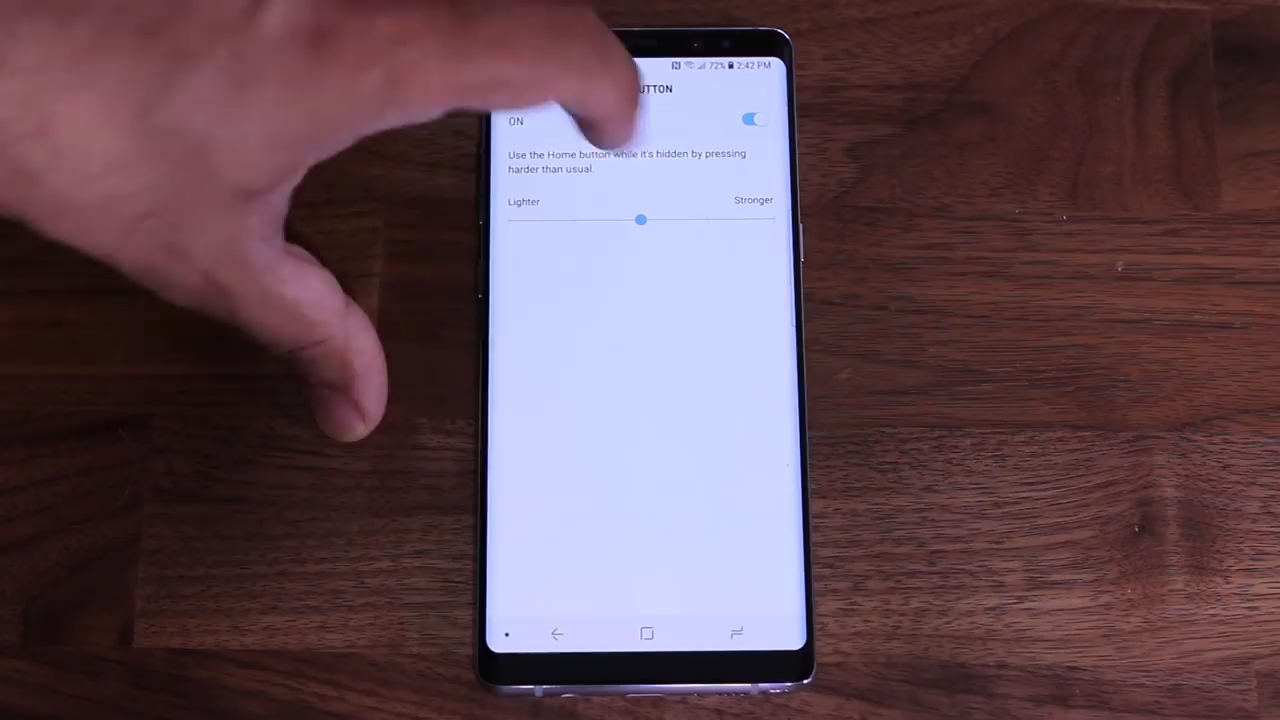 72% 2:42 PM
UTTON
ON
Use the Home button while it's hidden by pressing
harder than usual.
Lighter
Stronger